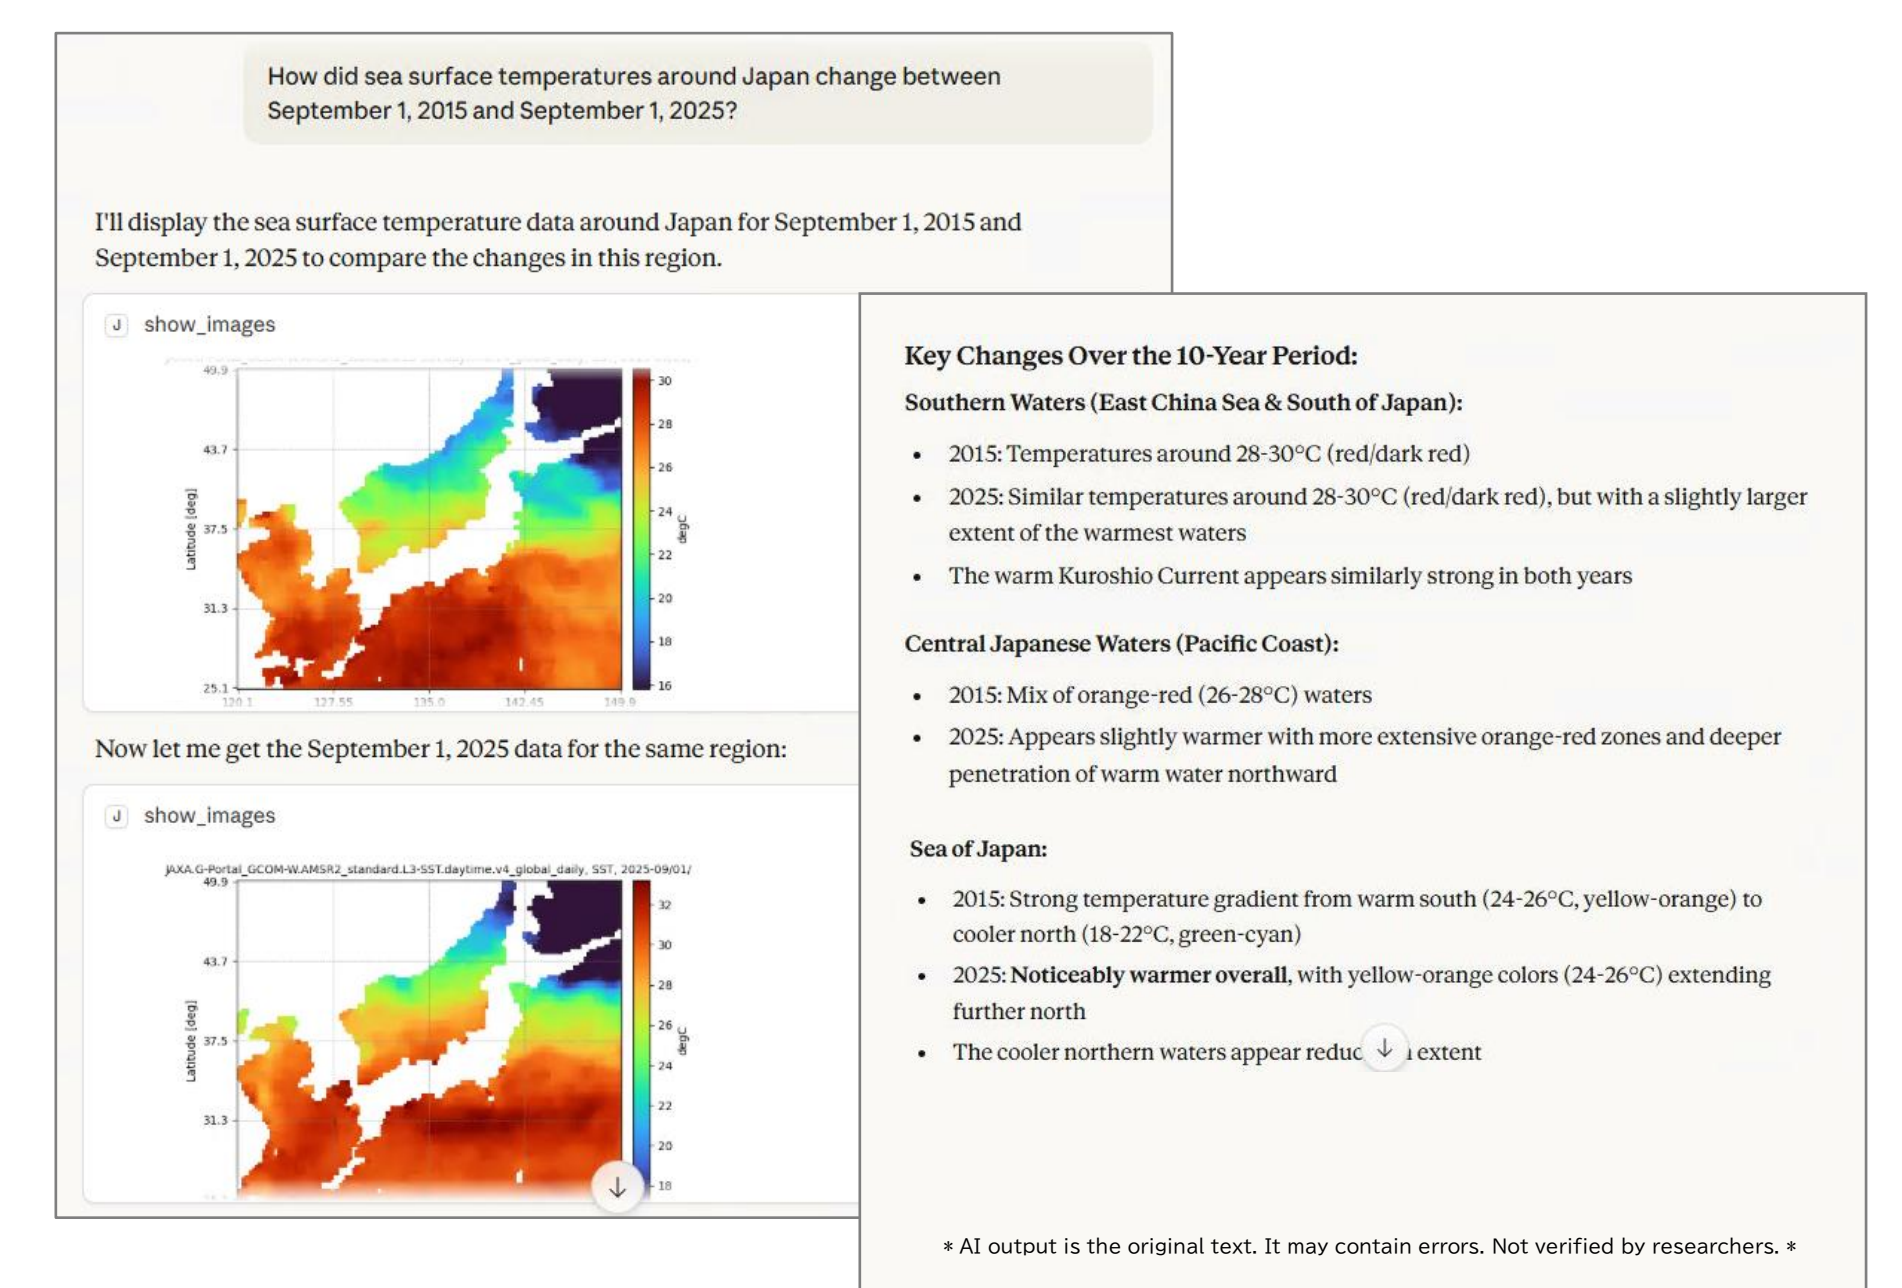 How did sea surface temperatures around Japan change between
September 1, 2015 and September 1, 2025?
I'll display the sea surface temperature data around Japan for September 1, 2015 and
September 1, 2025 to compare the changes in this region.
J show_images
49.9
43.7
37.5
31.3
25.1
Latitude [deg]
120.1 127.55 135.0 142.45 149.9
30
28
26
24
22
20
18
16
degC
Now let me get the September 1, 2025 data for the same region:
J show_images
JAXA.G-Portal_GCOM-W.AMSR2_standard.L3-SST.daytime.v4_global_daily, SST, 2025-09/01/
49.9
43.7
37.5
31.3
Latitude [deg]
32
30
28
26
24
22
20
18
degC
Key Changes Over the 10-Year Period:
Southern Waters (East China Sea & South of Japan):
• 2015: Temperatures around 28-30°C (red/dark red)
• 2025: Similar temperatures around 28-30°C (red/dark red), but with a slightly larger
extent of the warmest waters
• The warm Kuroshio Current appears similarly strong in both years
Central Japanese Waters (Pacific Coast):
• 2015: Mix of orange-red (26-28°C) waters
• 2025: Appears slightly warmer with more extensive orange-red zones and deeper
penetration of warm water northward
Sea of Japan:
• 2015: Strong temperature gradient from warm south (24-26°C, yellow-orange) to
cooler north (18-22°C, green-cyan)
• 2025: Noticeably warmer overall, with yellow-orange colors (24-26°C) extending
further north
• The cooler northern waters appear extent
* AI output is the original text. It may contain errors. Not verified by researchers. *